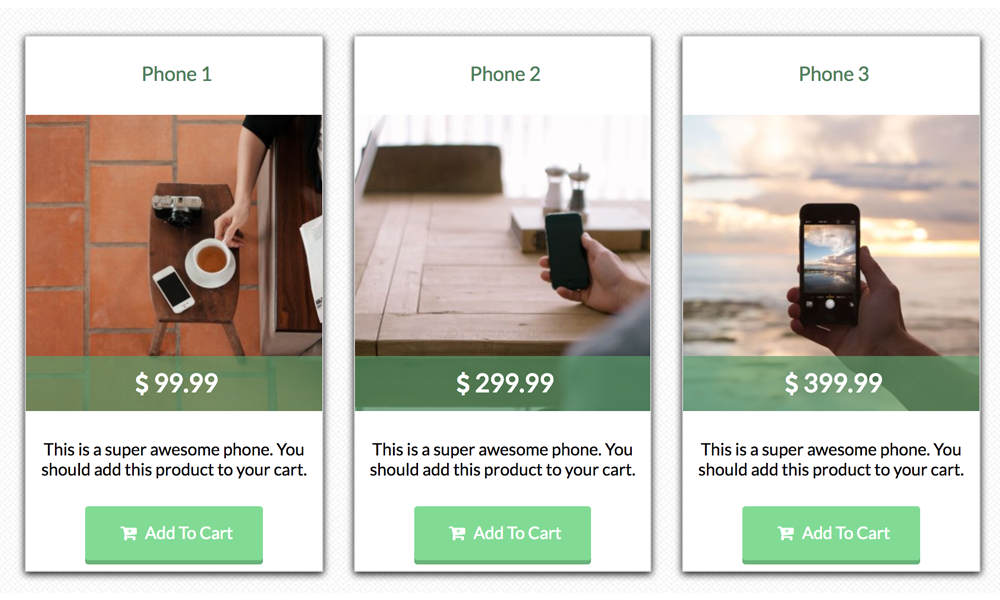 Phone 1
$ 99.99
This is a super awesome phone. You
should add this product to your cart.
Add To Cart
Phone 2
$ 299.99
This is a super awesome phone. You
should add this product to your cart.
Add To Cart
Phone 3
$ 399.99
This is a super awesome phone. You
should add this product to your cart.
Add To Cart